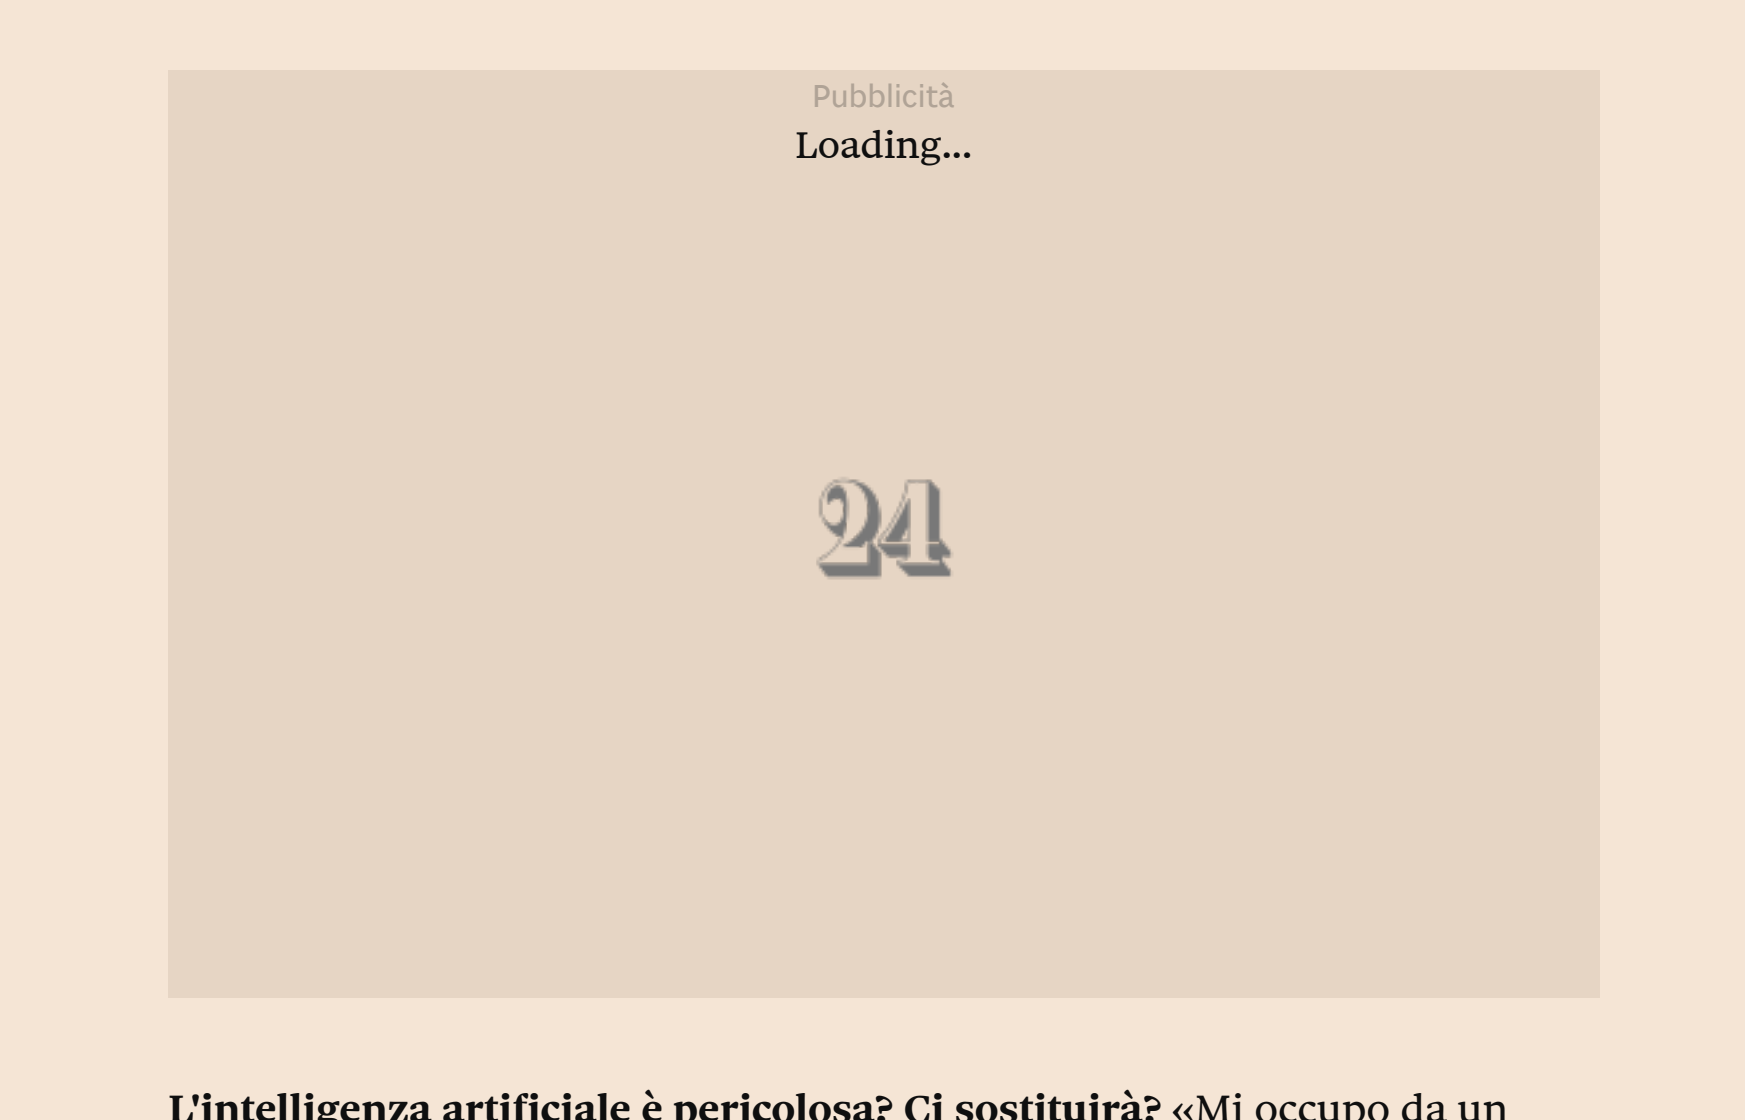 Pubblicità
Loading...
24
L'intelligenza artificiale è pericolosa? Ci sostituirà? «Mi occupo da un